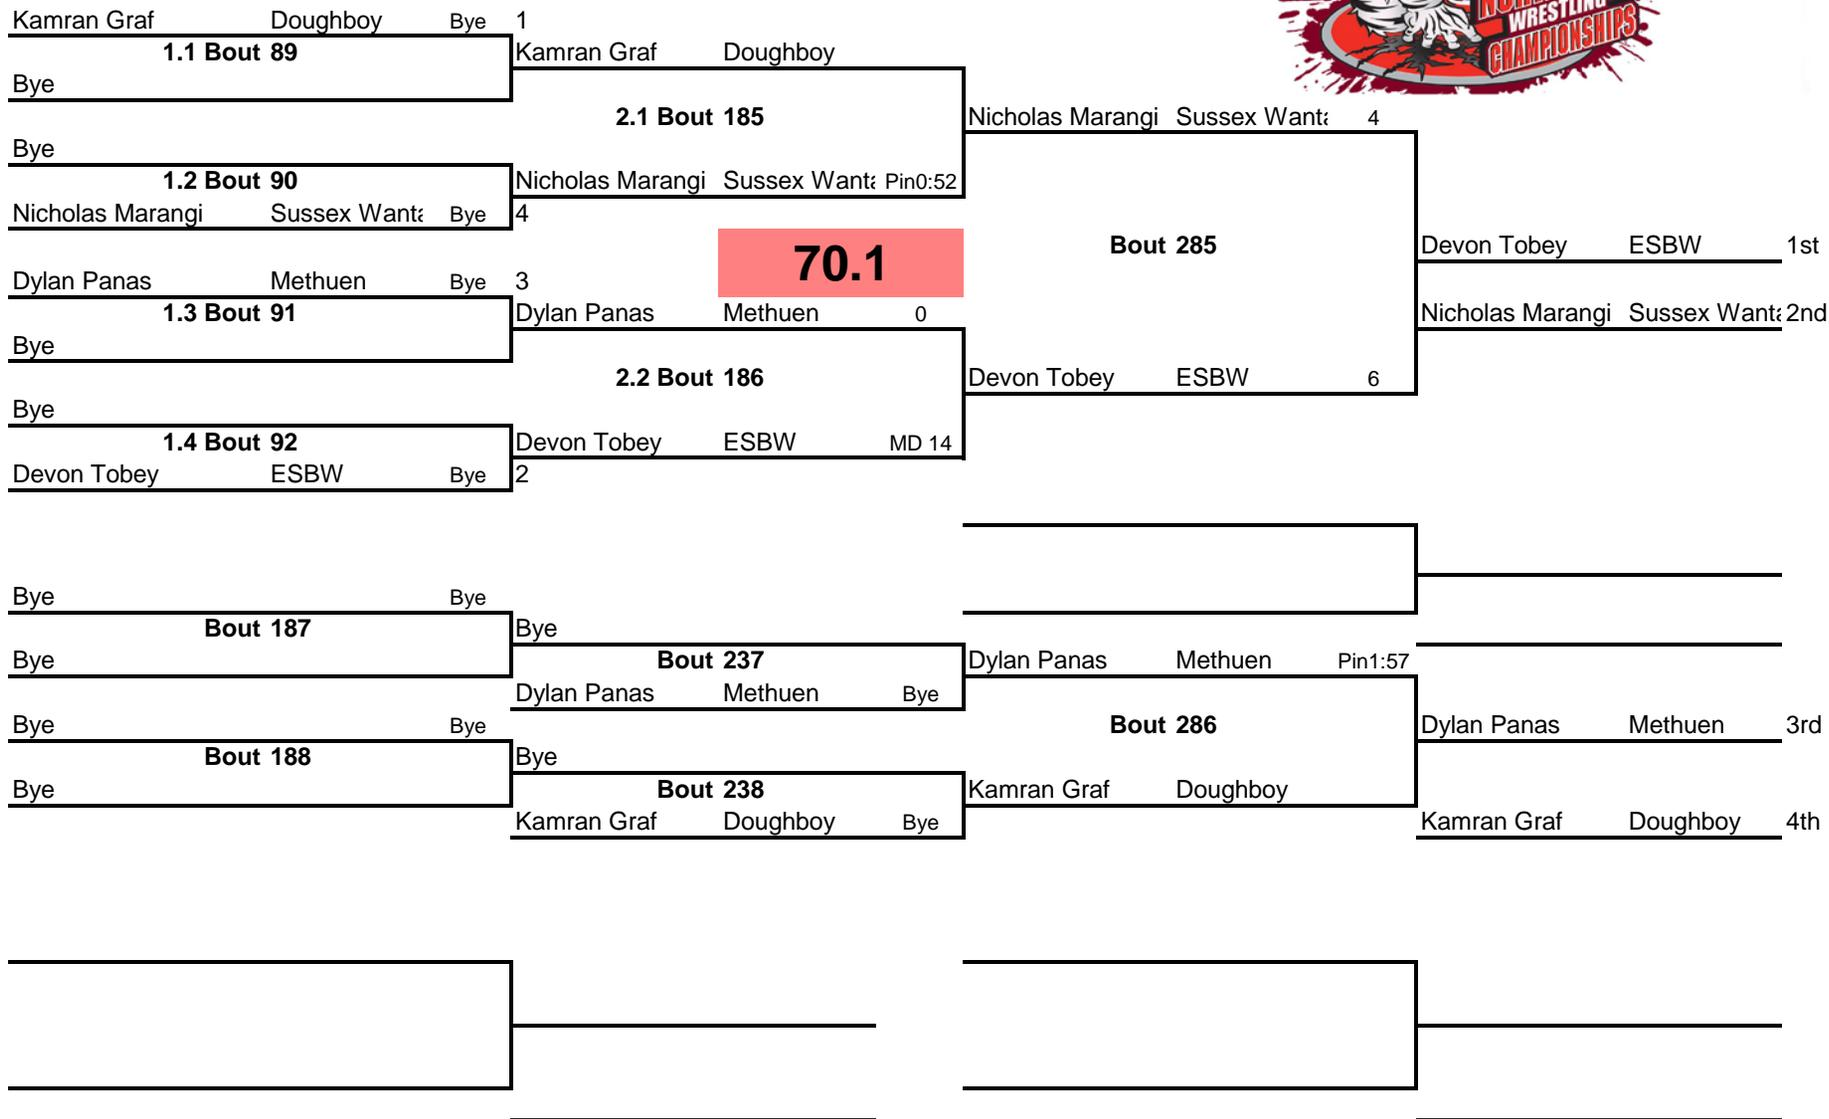 Kamran Graf Doughboy Bye 1
1.1 Bout 89
Bye
Bye
1.2 Bout 90
Nicholas Marangi Sussex Wanta Bye 4
Dylan Panas Methuen Bye 3
1.3 Bout 91
Bye
Bye
1.4 Bout 92
Devon Tobey ESBW Bye 2
Kamran Graf Doughboy
2.1 Bout 185
Nicholas Marangi Sussex Wanta Pin0:52
70.1
Dylan Panas Methuen 0
2.2 Bout 186
Devon Tobey ESBW MD 14
WRESTLING
CHAMPIONSHIPS
Nicholas Marangi Sussex Wanta 4
Bout 285
Devon Tobey ESBW 6
Devon Tobey ESBW 1st
Nicholas Marangi Sussex Wanta 2nd
Bye Bye
Bout 187
Bye
Bye Bye
Bout 188
Bye
Bye
Bout 237
Dylan Panas Methuen Bye
Bye
Bout 238
Kamran Graf Doughboy Bye
Dylan Panas Methuen Pin1:57
Bout 286
Kamran Graf Doughboy
Dylan Panas Methuen 3rd
Kamran Graf Doughboy 4th